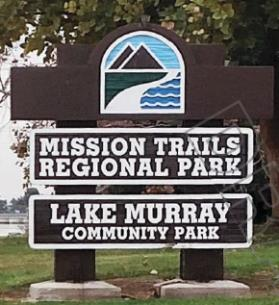 MISSION TRAILS
REGIONAL PARK
LAKE MURRAY
COMMUNITY PARK